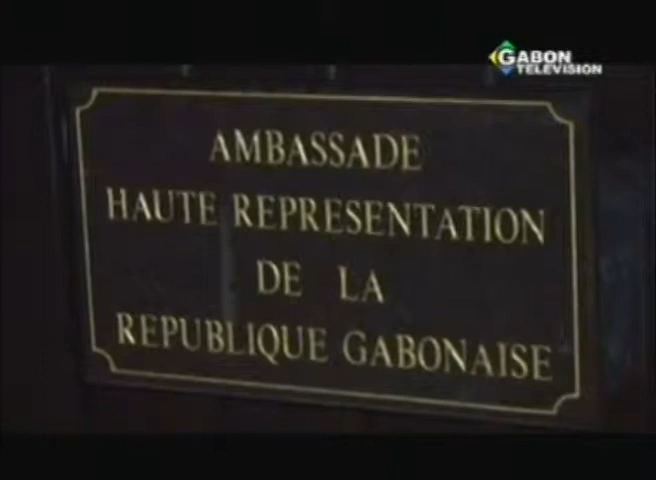 GABON
TELEVISION
AMBASSADE
HAUTE REPRESENTATION
DE LA
REPUBLIQUE GABONAISE